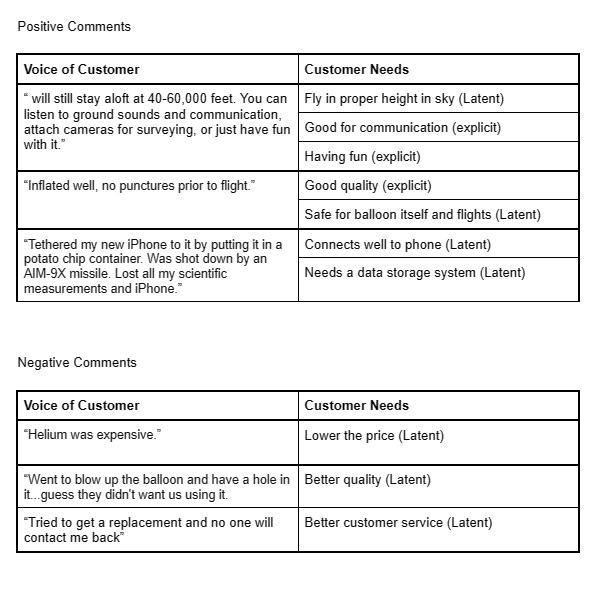 Positive Comments
Voice of Customer
Customer Needs
“ will still stay aloft at 40-60,000 feet. You can
listen to ground sounds and communication,
attach cameras for surveying, or just have fun
with it.”
Fly in proper height in sky (Latent)
Good for communication (explicit)
Having fun (explicit)
“Inflated well, no punctures prior to flight.”
Good quality (explicit)
Safe for balloon itself and flights (Latent)
“Tethered my new iPhone to it by putting it in a
potato chip container. Was shot down by an
AIM-9X missile. Lost all my scientific
measurements and iPhone.”
Connects well to phone (Latent)
Needs a data storage system (Latent)
Negative Comments
Voice of Customer
Customer Needs
“Helium was expensive.”
Lower the price (Latent)
“Went to blow up the balloon and have a hole in
it...guess they didn't want us using it.
Better quality (Latent)
“Tried to get a replacement and no one will
contact me back”
Better customer service (Latent)